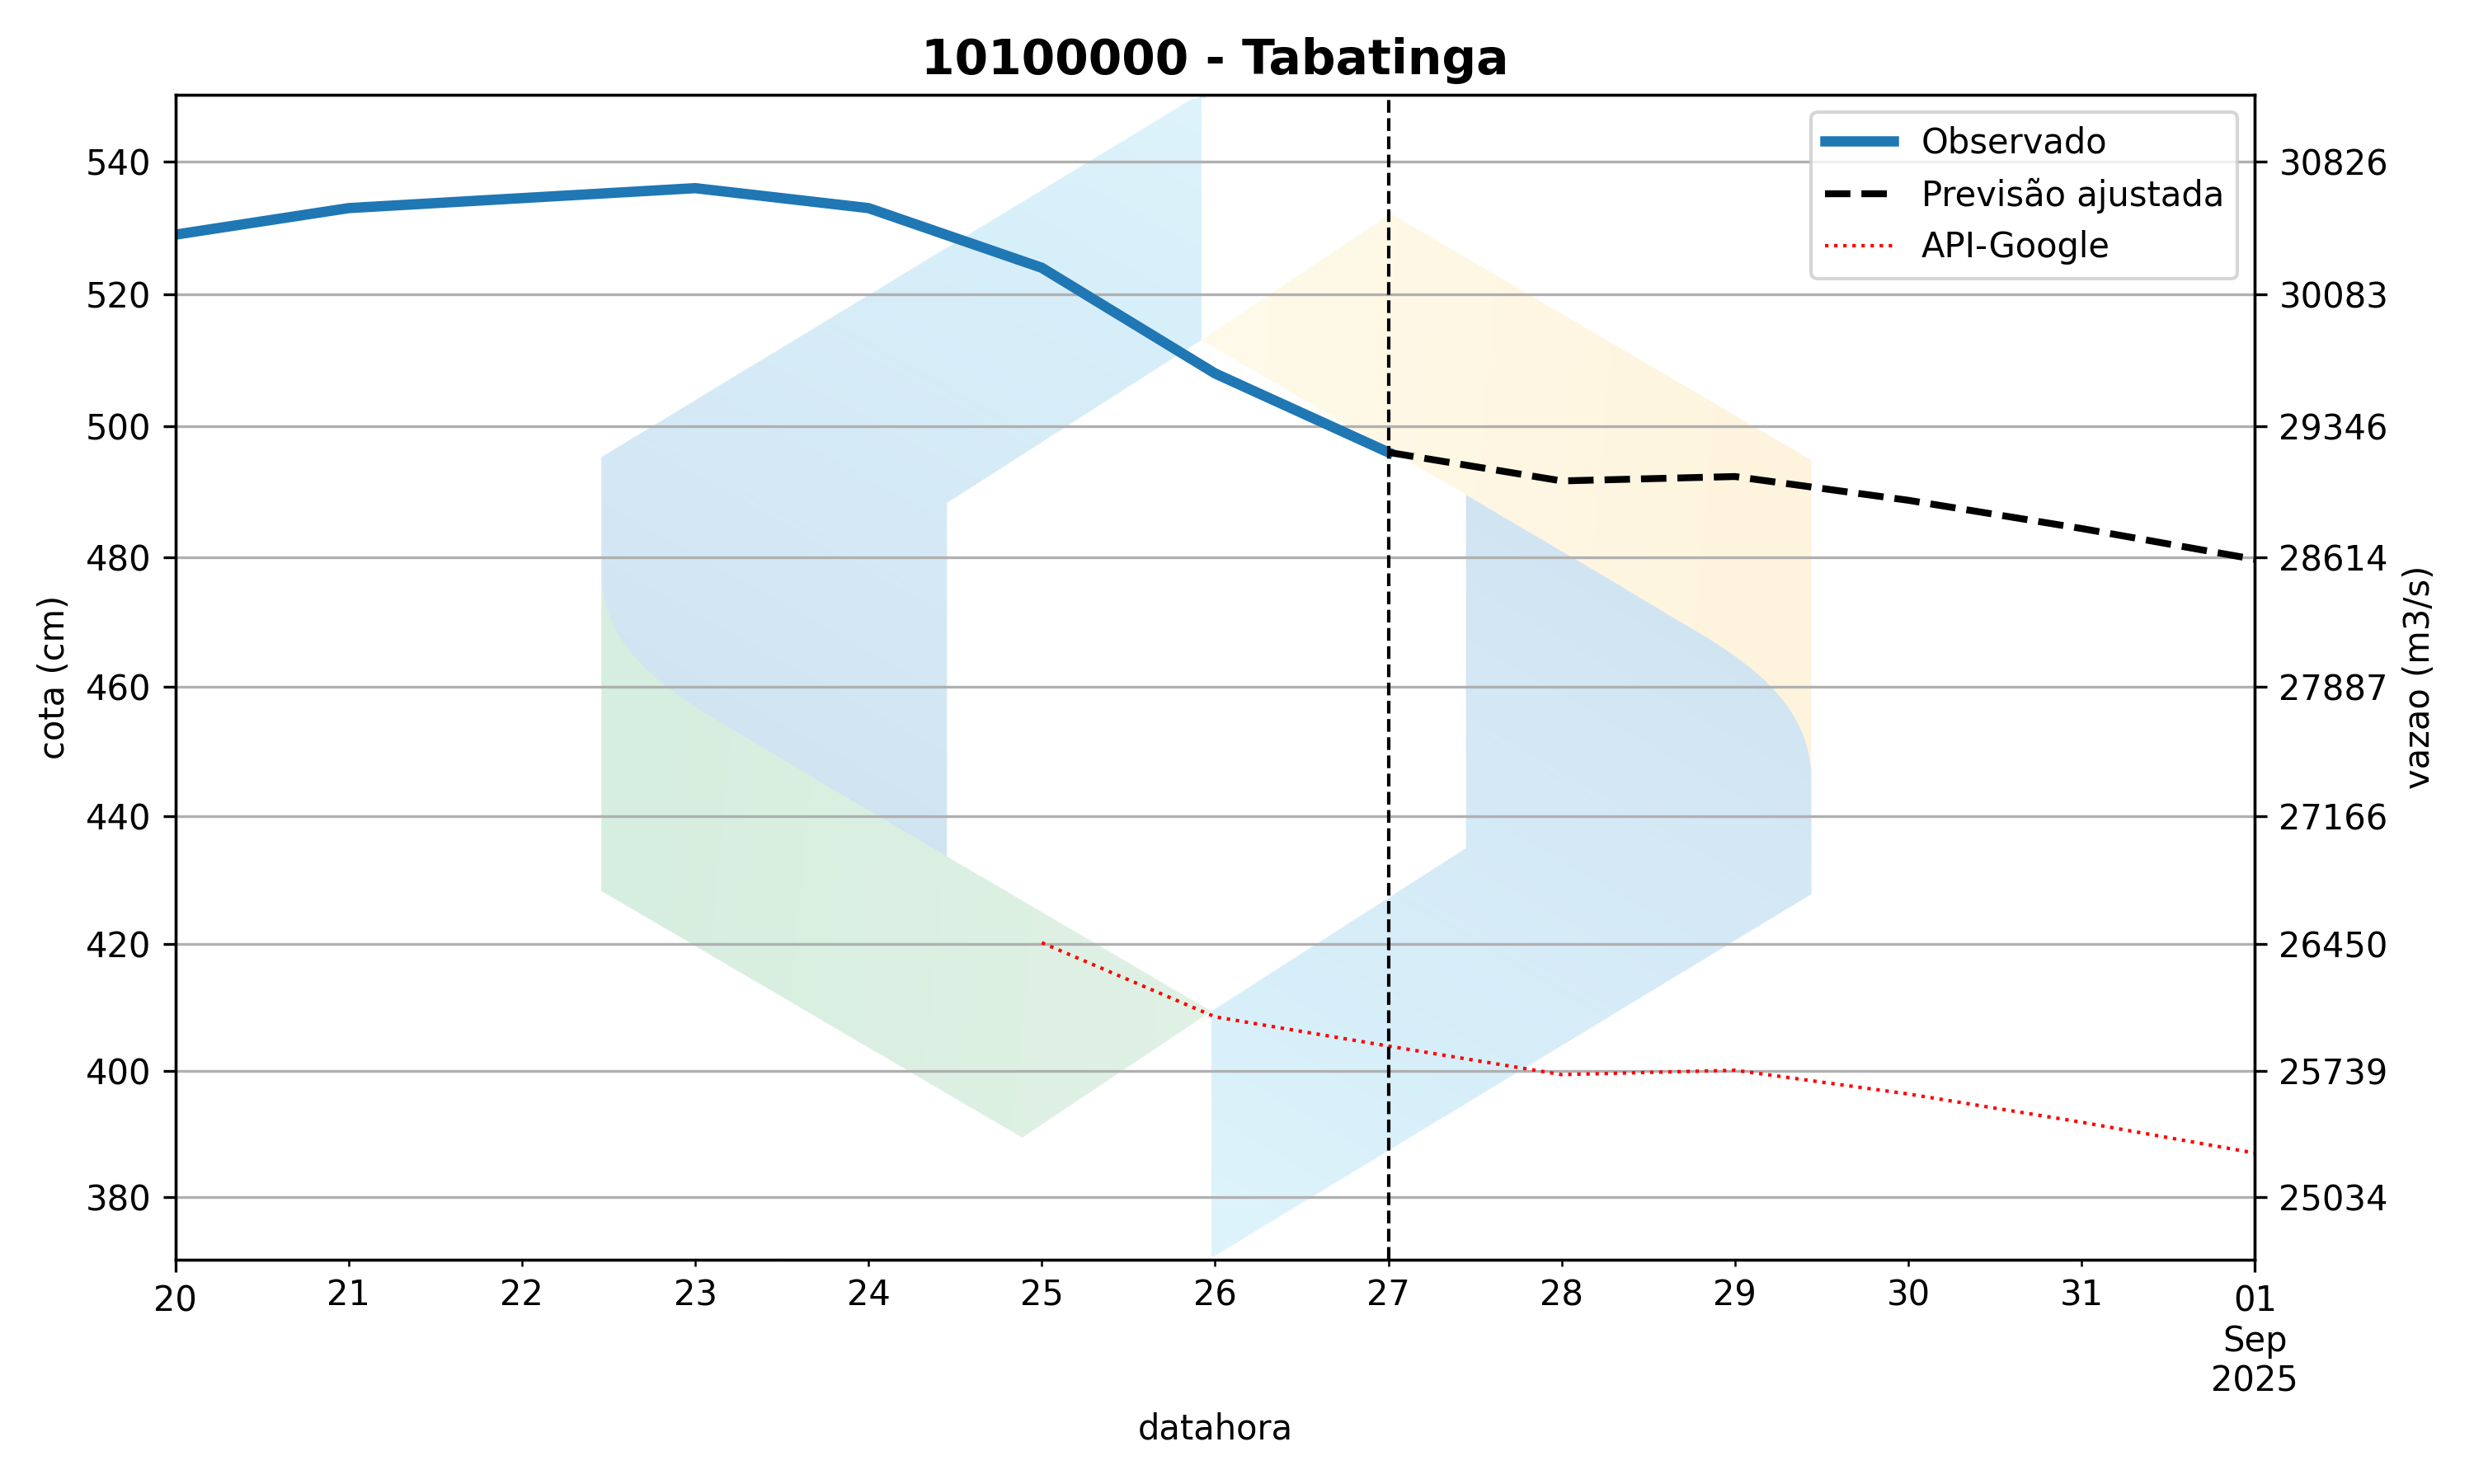 10100000 - Tabatinga
Observado
Previsão ajustada
API-Google
540
520
500
480
460
440
420
400
380
cota (cm)
30826
30083
29346
28614
27887
27166
26450
25739
25034
vazao (m3/s)
20 21 22 23 24 25 26 27 28 29 30 31 01
Sep
2025
datahora